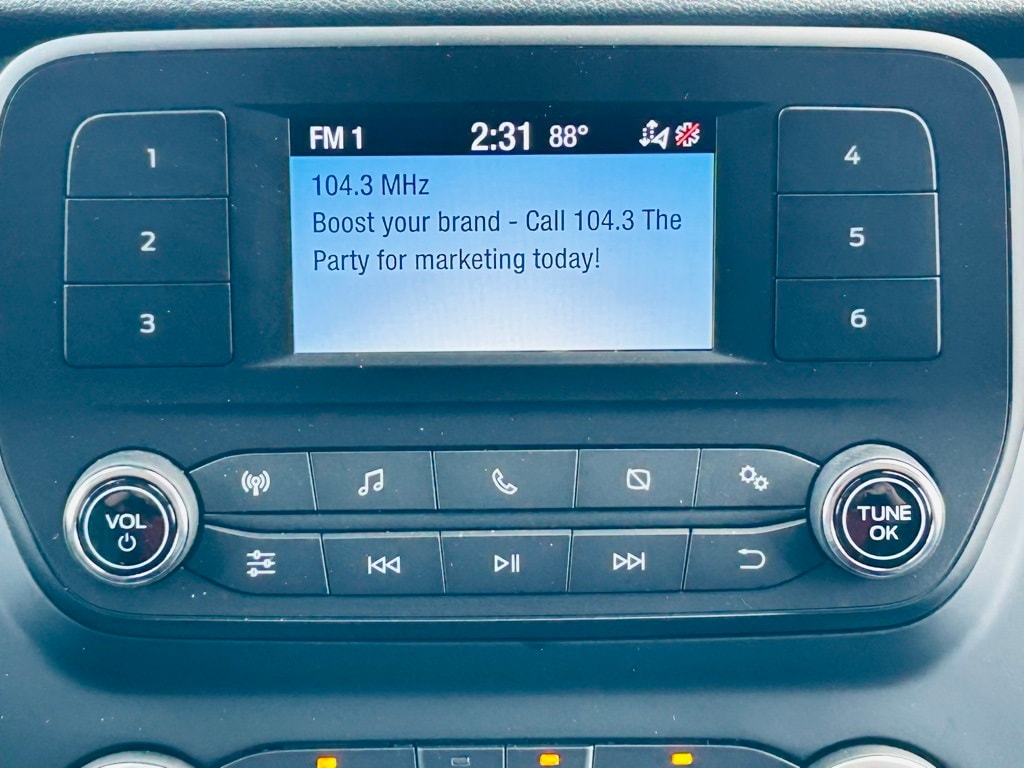 FM 1 2:31 88°
104.3 MHz
Boost your brand - Call 104.3 The
Party for marketing today!
1
2
3
4
5
6
VOL
TUNE
OK